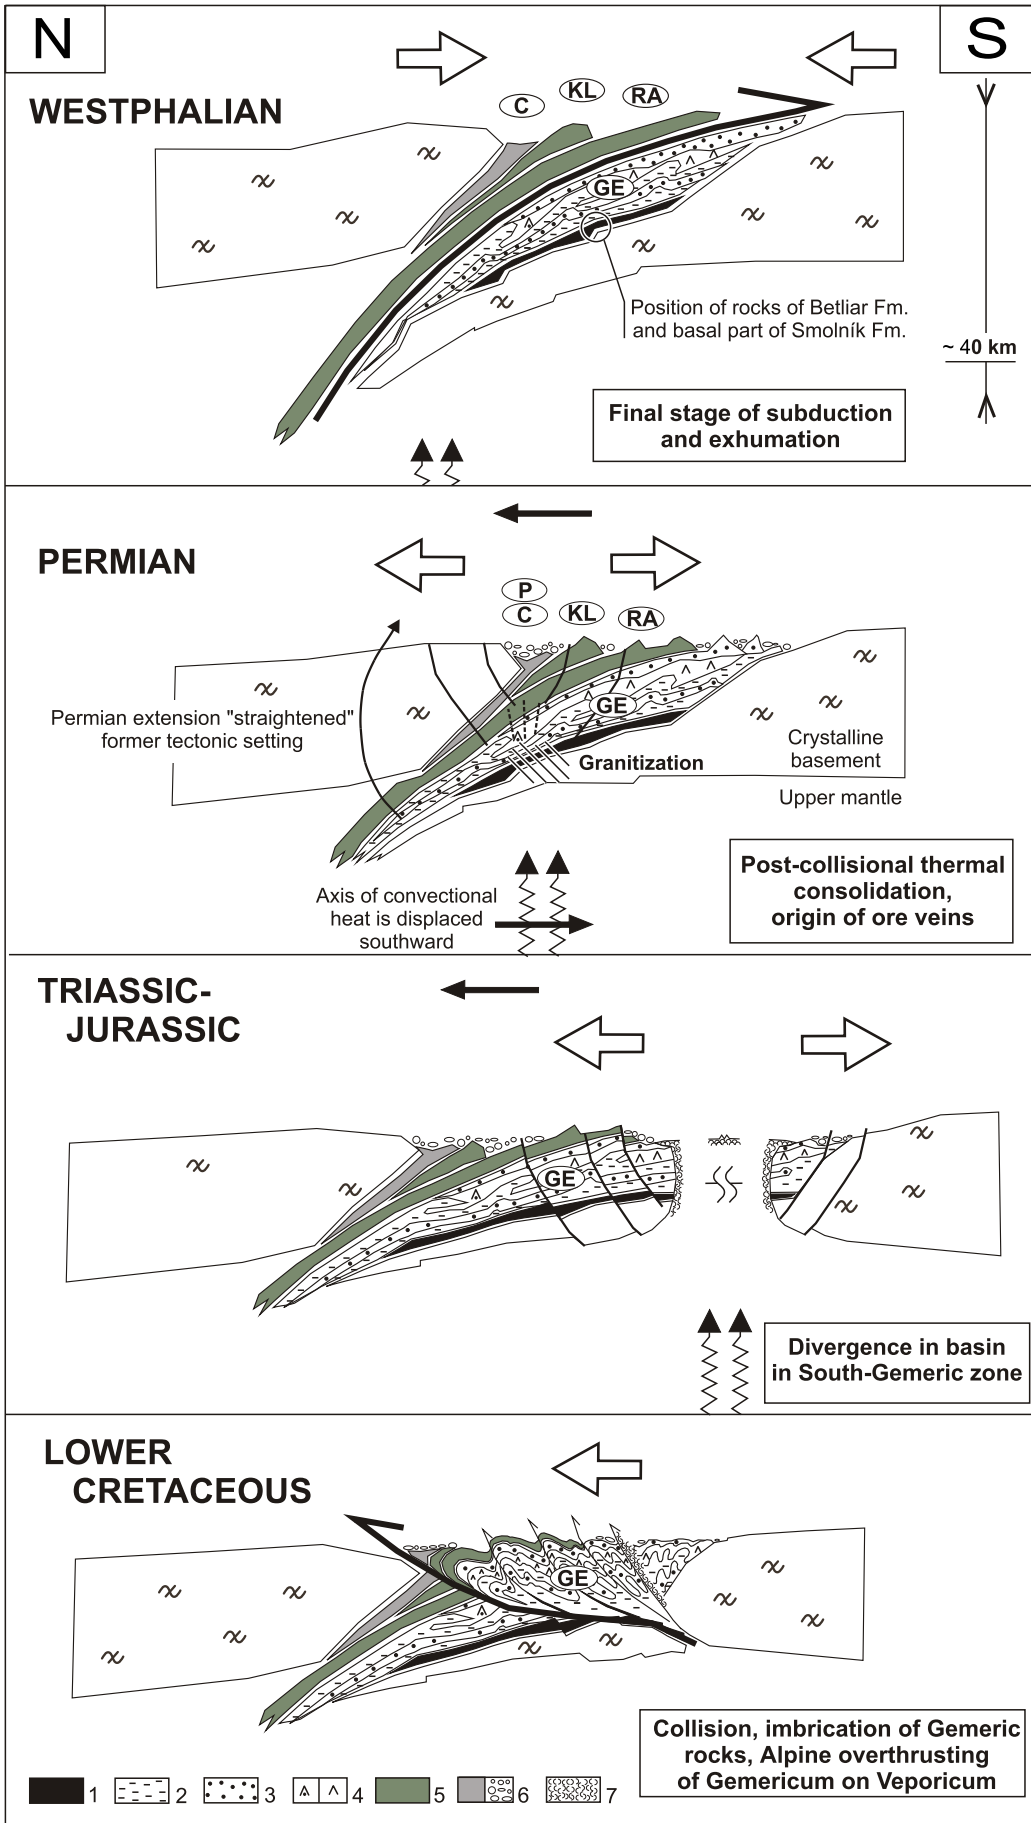 N
S
WESTPHALIAN
C
KL
RA
GE
Position of rocks of Betliar Fm.
and basal part of Smolník Fm.
~ 40 km
Final stage of subduction
and exhumation
PERMIAN
P
C
KL
RA
GE
Permian extension "straightened"
former tectonic setting
Granitization
Crystalline
basement
Upper mantle
Axis of convectional
heat is displaced
southward
Post-collisional thermal
consolidation,
origin of ore veins
TRIASSIC-
JURASSIC
GE
Divergence in basin
in South-Gemeric zone
LOWER
CRETACEOUS
GE
Collision, imbrication of Gemeric
rocks, Alpine overthrusting
of Gemericum on Veporicum
1 2 3 4 5 6 7